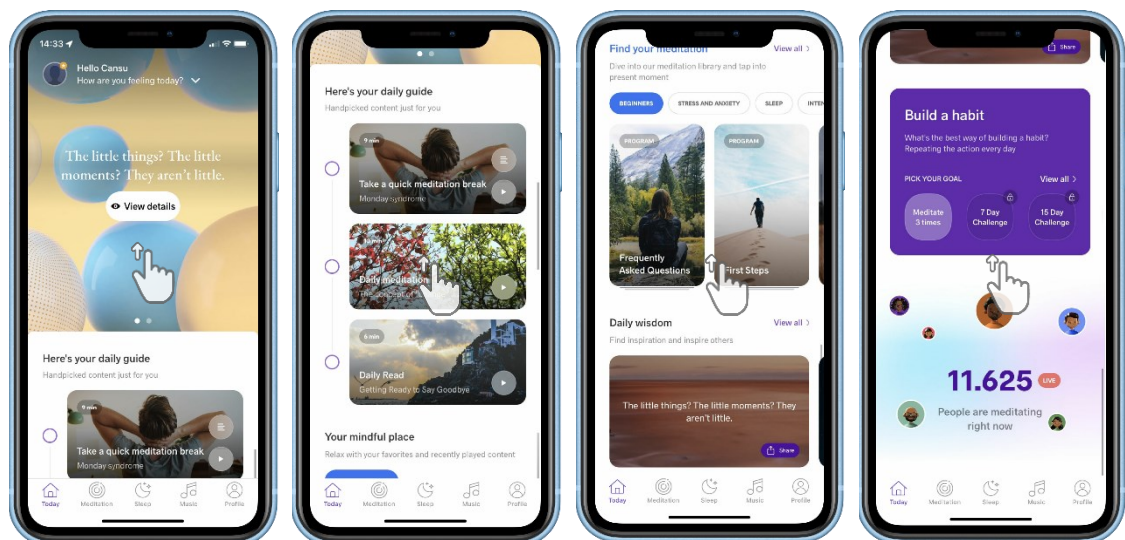 14:33
Hello Cansu
How are you feeling today?
The little things? The little
moments? They aren't little.
View details
Here's your daily guide
Handpicked content just for you
9 min
Take a quick meditation break
Monday syndrome
Today
Meditation
Sleep
Music
Profile
Here's your daily guide
Handpicked content just for you
9 min
Take a quick meditation break
Monday syndrome
Daily meditation
The concept of
6 min
Daily Read
Getting Ready to Say Goodbye
Your mindful place
Relax with your favorites and recently played content
Today
Meditation
Sleep
Music
Profile
Find your meditation
View all
Dive into our meditation library and tap into
present moment
BEGINNERS
STRESS AND ANXIETY
SLEEP
INTEN
PROGRAM
Frequently
Asked Questions
PROGRAM
First Steps
Daily wisdom
View all
Find inspiration and inspire others
The little things? The little moments? They
aren't little.
Share
Today
Meditation
Sleep
Music
Profile
Share
Build a habit
What's the best way of building a habit?
Repeating the action every day
PICK YOUR GOAL
View all
Meditate
3 times
7 Day
Challenge
15 Day
Challenge
11.625
LIVE
People are meditating
right now
Today
Meditation
Sleep
Music
Profile